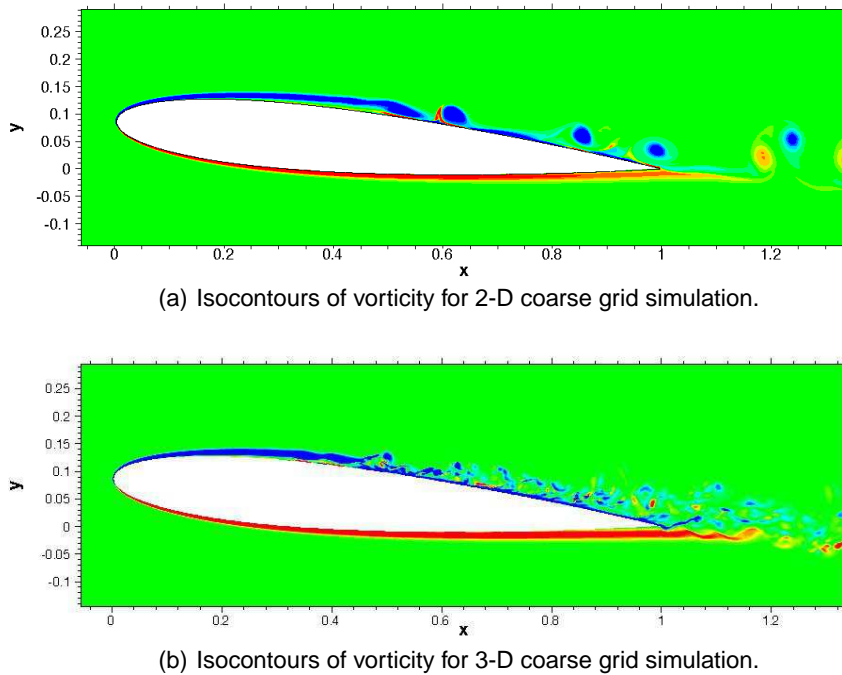 0.25
0.2
0.15
0.1
y
0.05
0
-0.05
-0.1
0 0.2 0.4 0.6 0.8 1 1.2
x
(a) Isocontours of vorticity for 2-D coarse grid simulation.
0.25
0.2
0.15
0.1
y
0.05
0
-0.05
-0.1
0 0.2 0.4 0.6 0.8 1 1.2
x
(b) Isocontours of vorticity for 3-D coarse grid simulation.